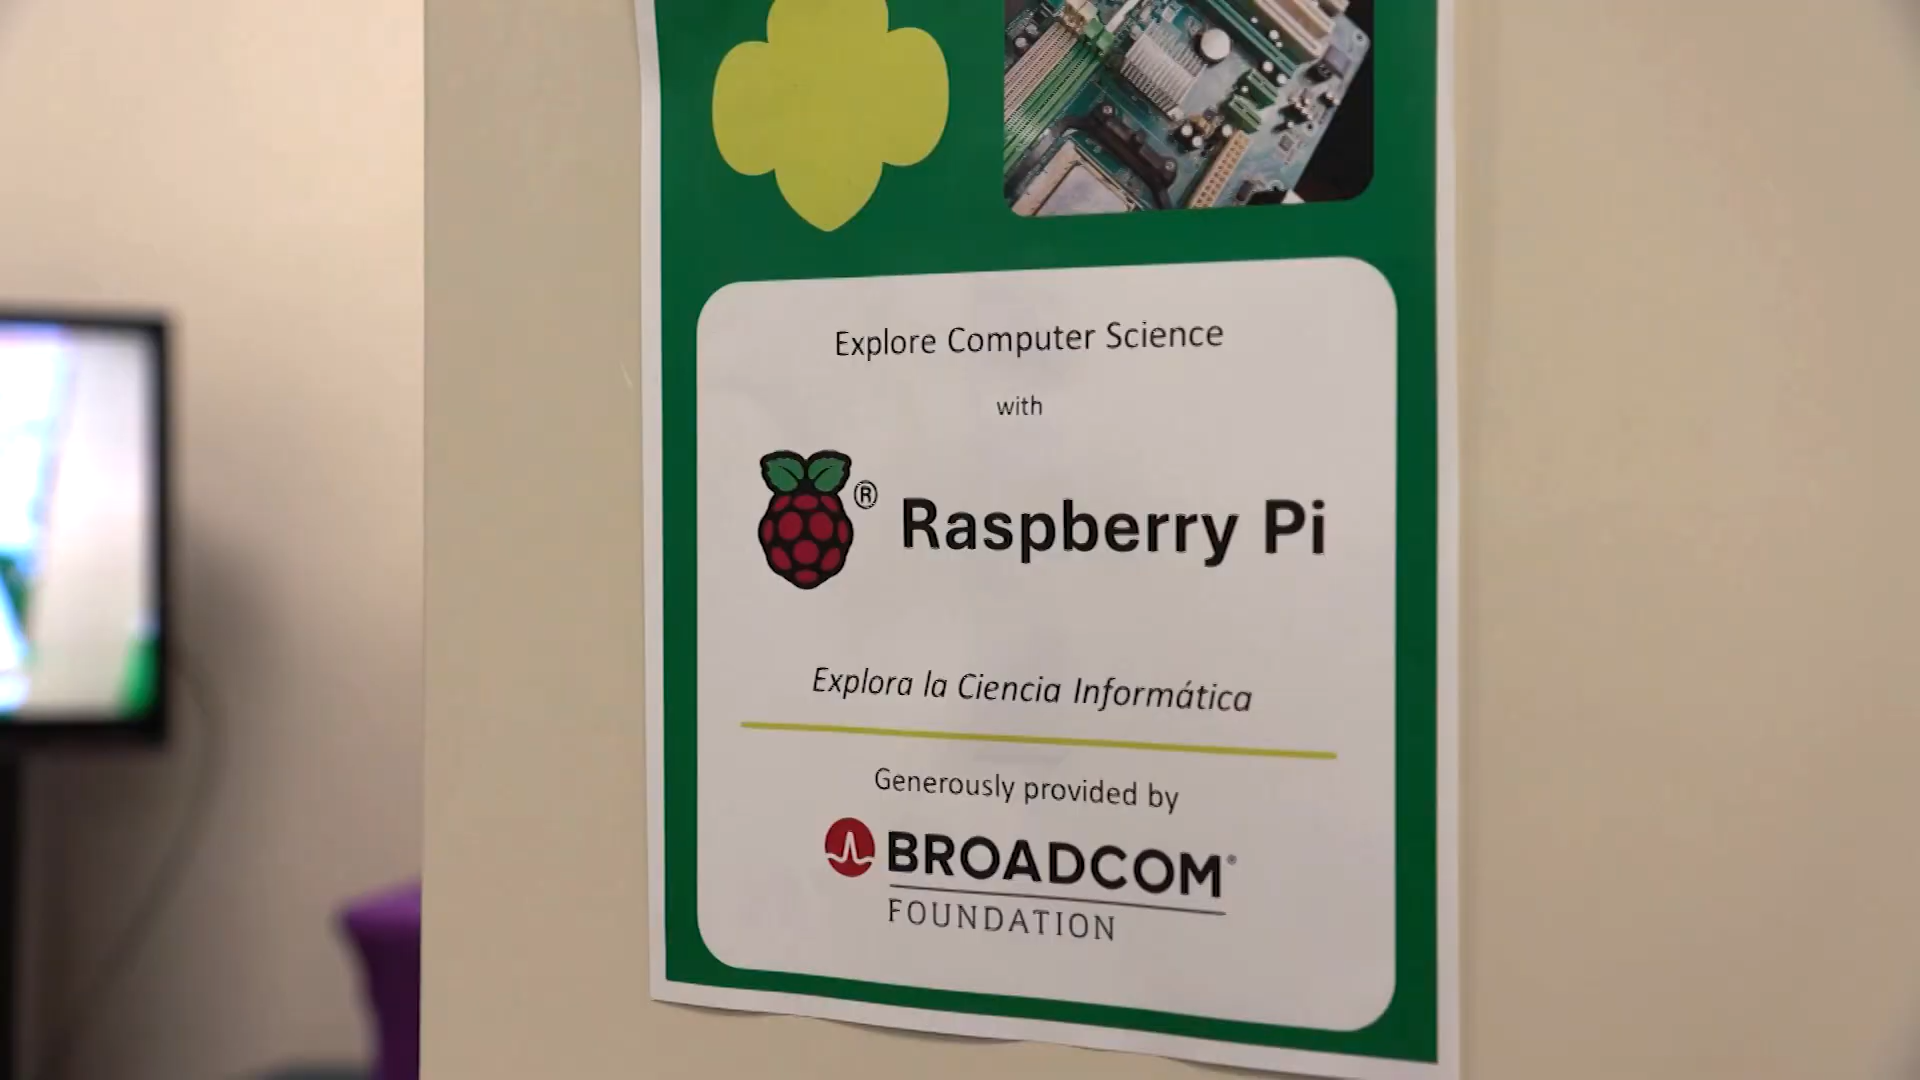 Explore Computer Science
with
® Raspberry Pi
Explora la Ciencia Informática
Generously provided by
BROADCOM®
FOUNDATION